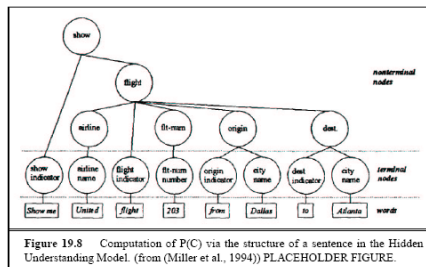 show
flight
nonterminal
nodes
airline
flt-num
origin
dest
show
indicator
airline
name
flight
indicator
flt-num
number
origin
indicator
city
name
dest
indicator
city
name
terminal
nodes
Show me
United
flight
203
from
Dallas
to
Atlanta
words
Figure 19.8 Computation of P(C) via the structure of a sentence in the Hidden
Understanding Model. (from (Miller et al., 1994)) PLACEHOLDER FIGURE.